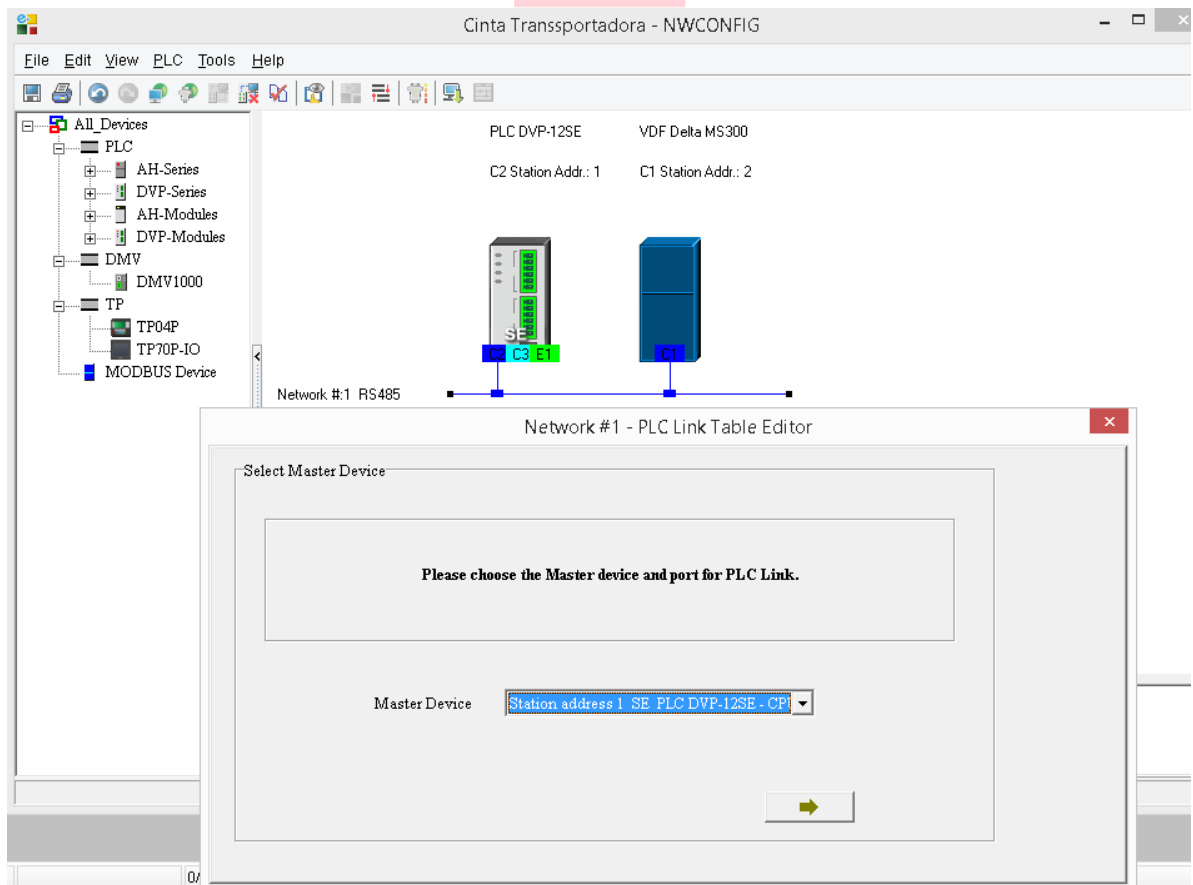 Cinta Transsportadora - NWCONFIG
File Edit View PLC Tools Help
All_Devices
PLC
AH-Series
DVP-Series
AH-Modules
DVP-Modules
DMV
DMV1000
TP
TP04P
TP70P-IO
MODBUS Device
PLC DVP-12SE VDF Delta MS300
C2 Station Addr.: 1 C1 Station Addr.: 2
SE
C2 C3 E1 C1
Network #:1 RS485
Network #1 - PLC Link Table Editor
Select Master Device
Please choose the Master device and port for PLC Link.
Master Device Station address 1 SE PLC DVP-12SE - CP
0/